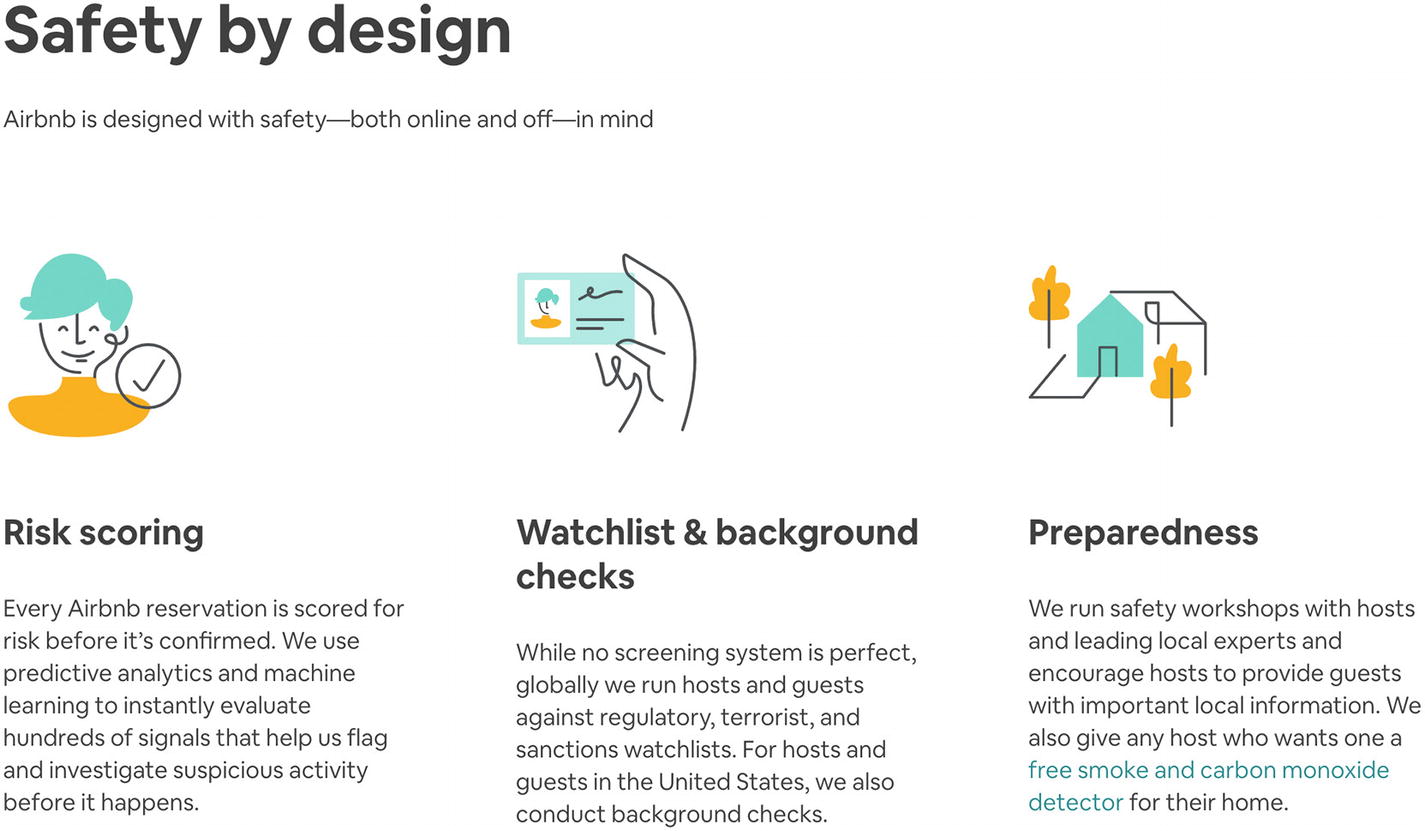 Safety by design
Airbnb is designed with safety—both online and off—in mind
Risk scoring
Every Airbnb reservation is scored for
risk before it’s confirmed. We use
predictive analytics and machine
learning to instantly evaluate
hundreds of signals that help us flag
and investigate suspicious activity
before it happens.
Watchlist & background
checks
While no screening system is perfect,
globally we run hosts and guests
against regulatory, terrorist, and
sanctions watchlists. For hosts and
guests in the United States, we also
conduct background checks.
Preparedness
We run safety workshops with hosts
and leading local experts and
encourage hosts to provide guests
with important local information. We
also give any host who wants one a
free smoke and carbon monoxide
detector for their home.